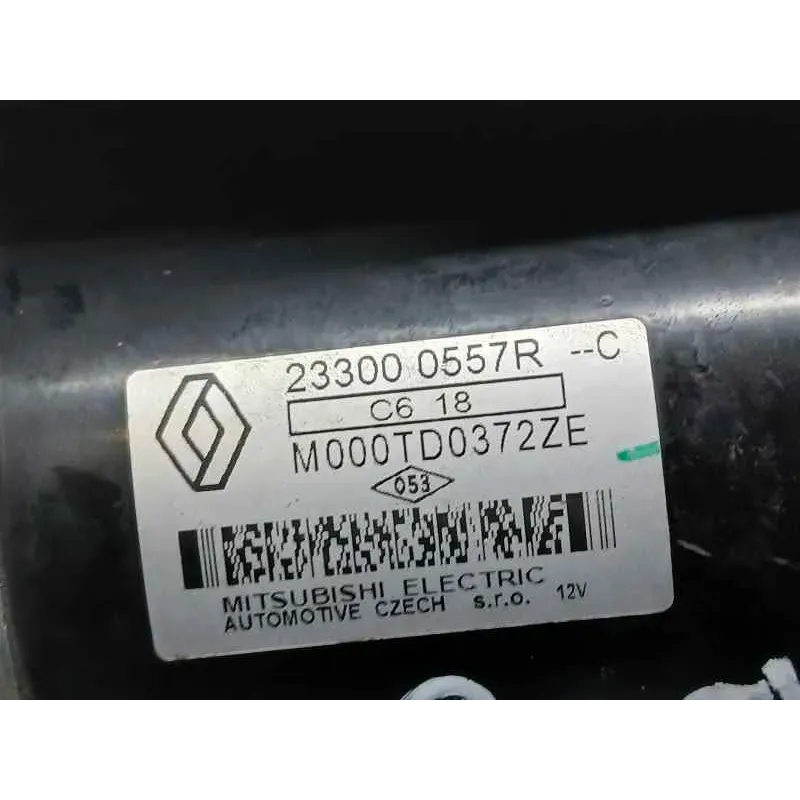 23300 0557R --C
C6 18
M000TD0372ZE
053
MITSUBISHI ELECTRIC
AUTOMOTIVE CZECH s.r.o. 12V